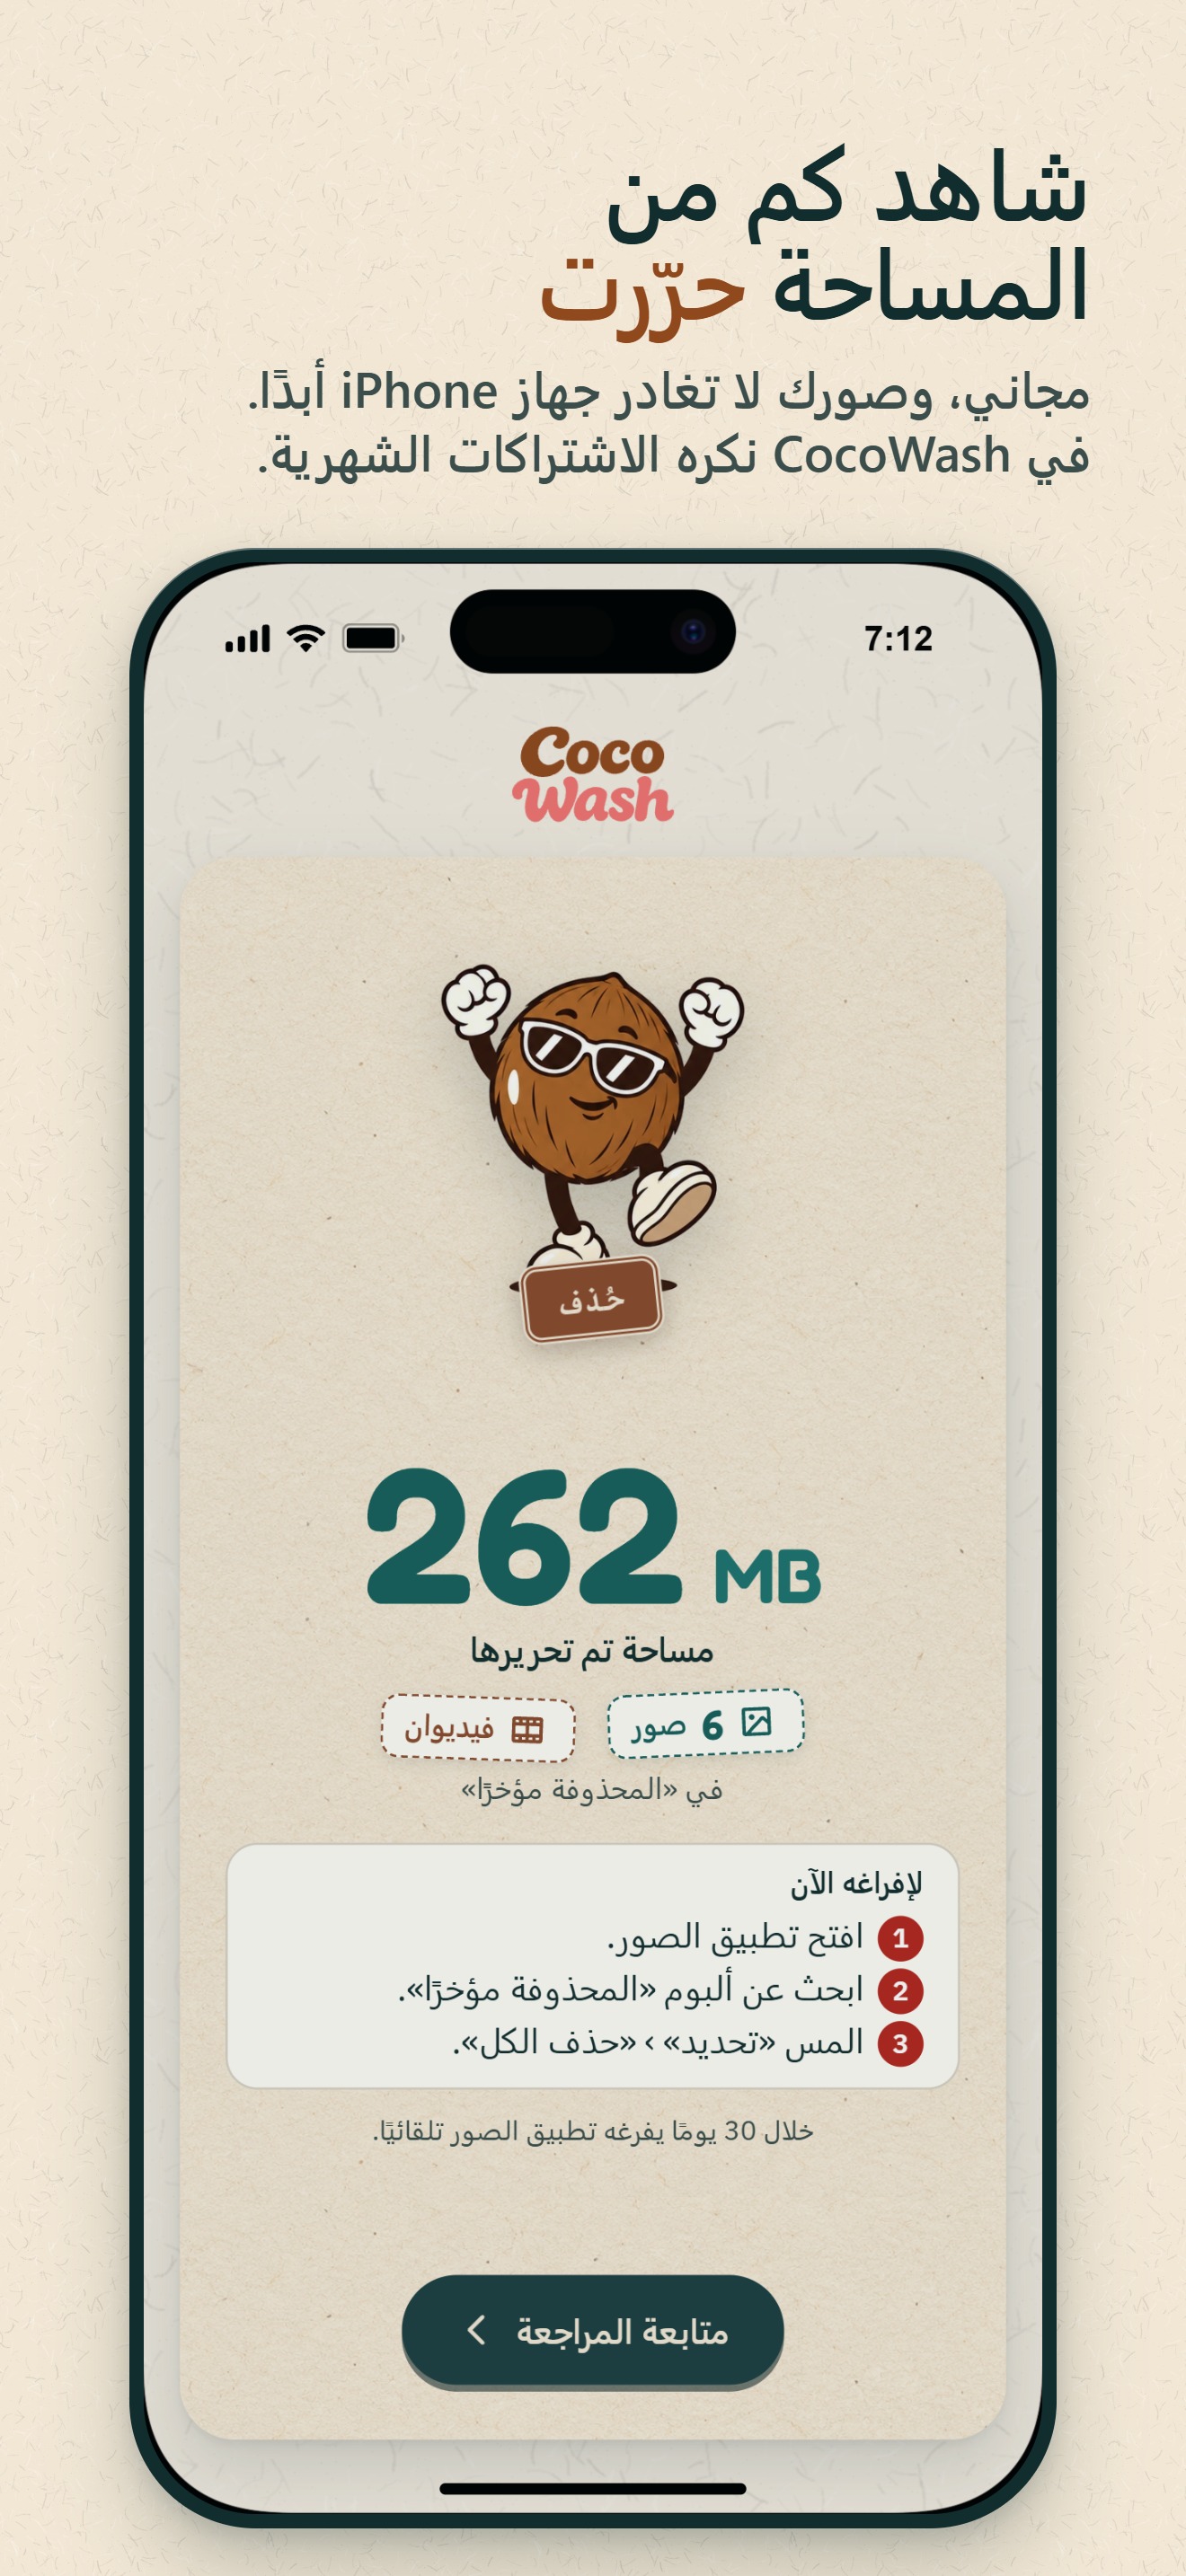 شاهد كم من
المساحة حرّرت
مجاني، وصورك لا تغادر جهاز iPhone أبدًا.
في CocoWash نكره الاشتراكات الشهرية.
7:12
Coco
Wash
حُذف
262 MB
مساحة تم تحريرها
6 صور
فيديوان
في «المحذوفة مؤخرًا»
لإفراغه الآن
1 افتح تطبيق الصور.
2 ابحث عن ألبوم «المحذوفة مؤخرًا».
3 المس «تحديد» › «حذف الكل».
خلال 30 يومًا يفرغه تطبيق الصور تلقائيًا.
متابعة المراجعة